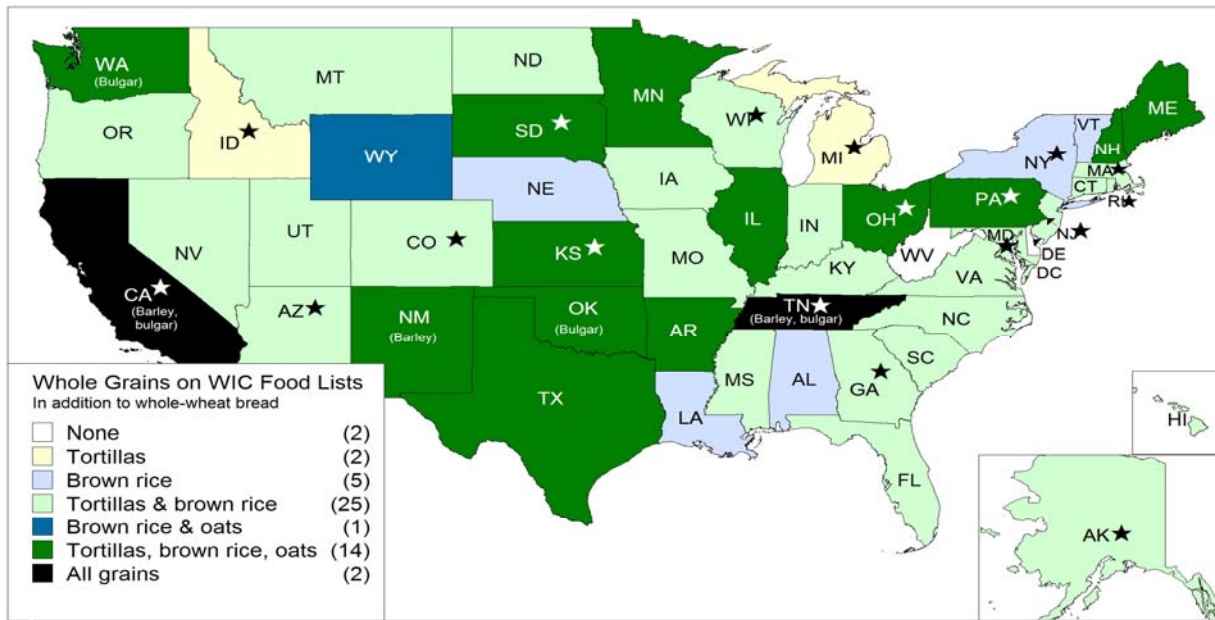 WA
(Bulgar)
MT
ND
MN
ME
OR
ID
WY
SD
WI
MI
VT
NH
NY
MA
CT
RI
NE
IA
PA
NJ
NV
UT
CO
KS
MO
IL
IN
OH
WV
MD
DE
DC
VA
KY
CA
(Barley,
bulgar)
AZ
NM
(Barley)
OK
(Bulgar)
AR
TN
(Barley, bulgar)
NC
SC
TX
LA
MS
AL
GA
FL
HI
AK
Whole Grains on WIC Food Lists
In addition to whole-wheat bread
None (2)
Tortillas (2)
Brown rice (5)
Tortillas & brown rice (25)
Brown rice & oats (1)
Tortillas, brown rice, oats (14)
All grains (2)